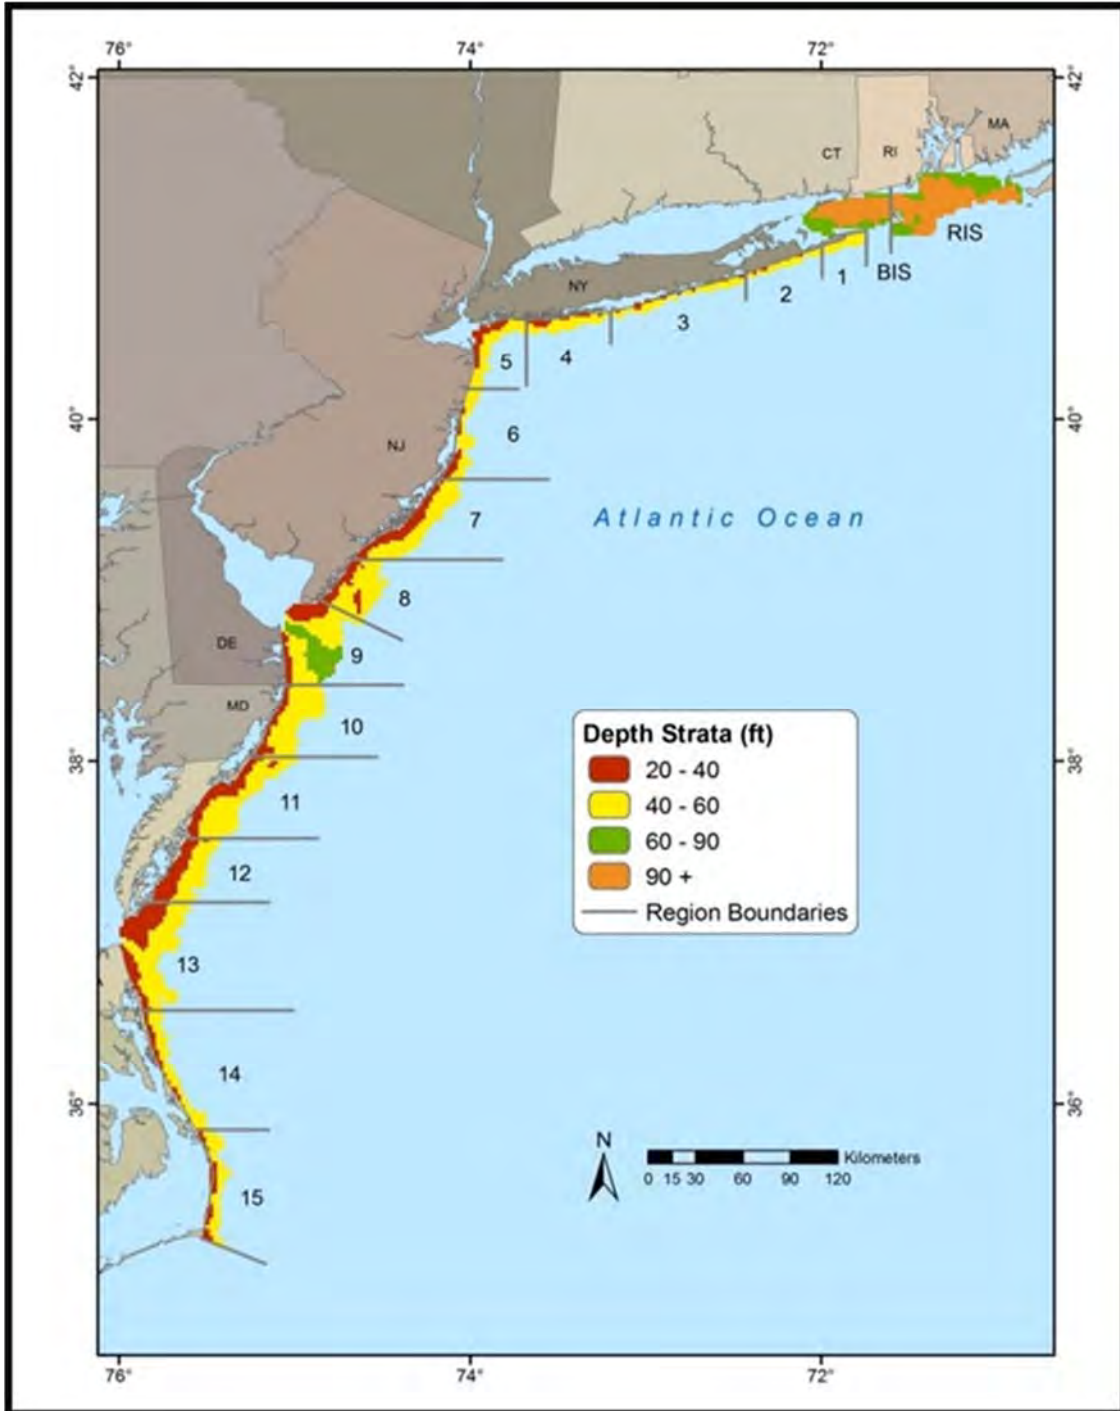 76° 74° 72°
42° 42°
MA
CT RI
RIS
BIS
1
2
NY
3
4
5
40° 40°
6
NJ
7
Atlantic Ocean
8
DE
9
MD
10
Depth Strata (ft)
20 - 40
40 - 60
60 - 90
90 +
Region Boundaries
38° 38°
11
12
13
14
36° 36°
N
Kilometers
0 15 30 60 90 120
15
76° 74° 72°